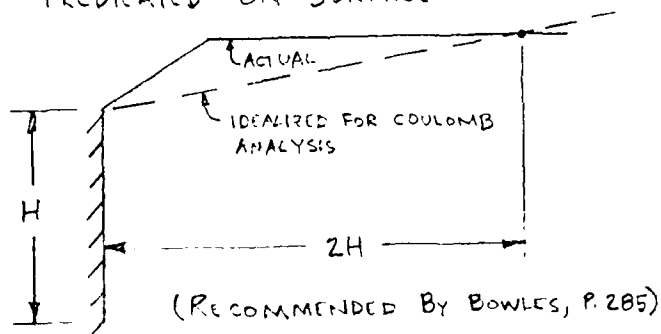 PREDICATED ON SURFACE
ACTUAL
IDEALIZED FOR COULOMB
ANALYSIS
H
2H
(RECOMMENDED BY BOWLES, P. 285)